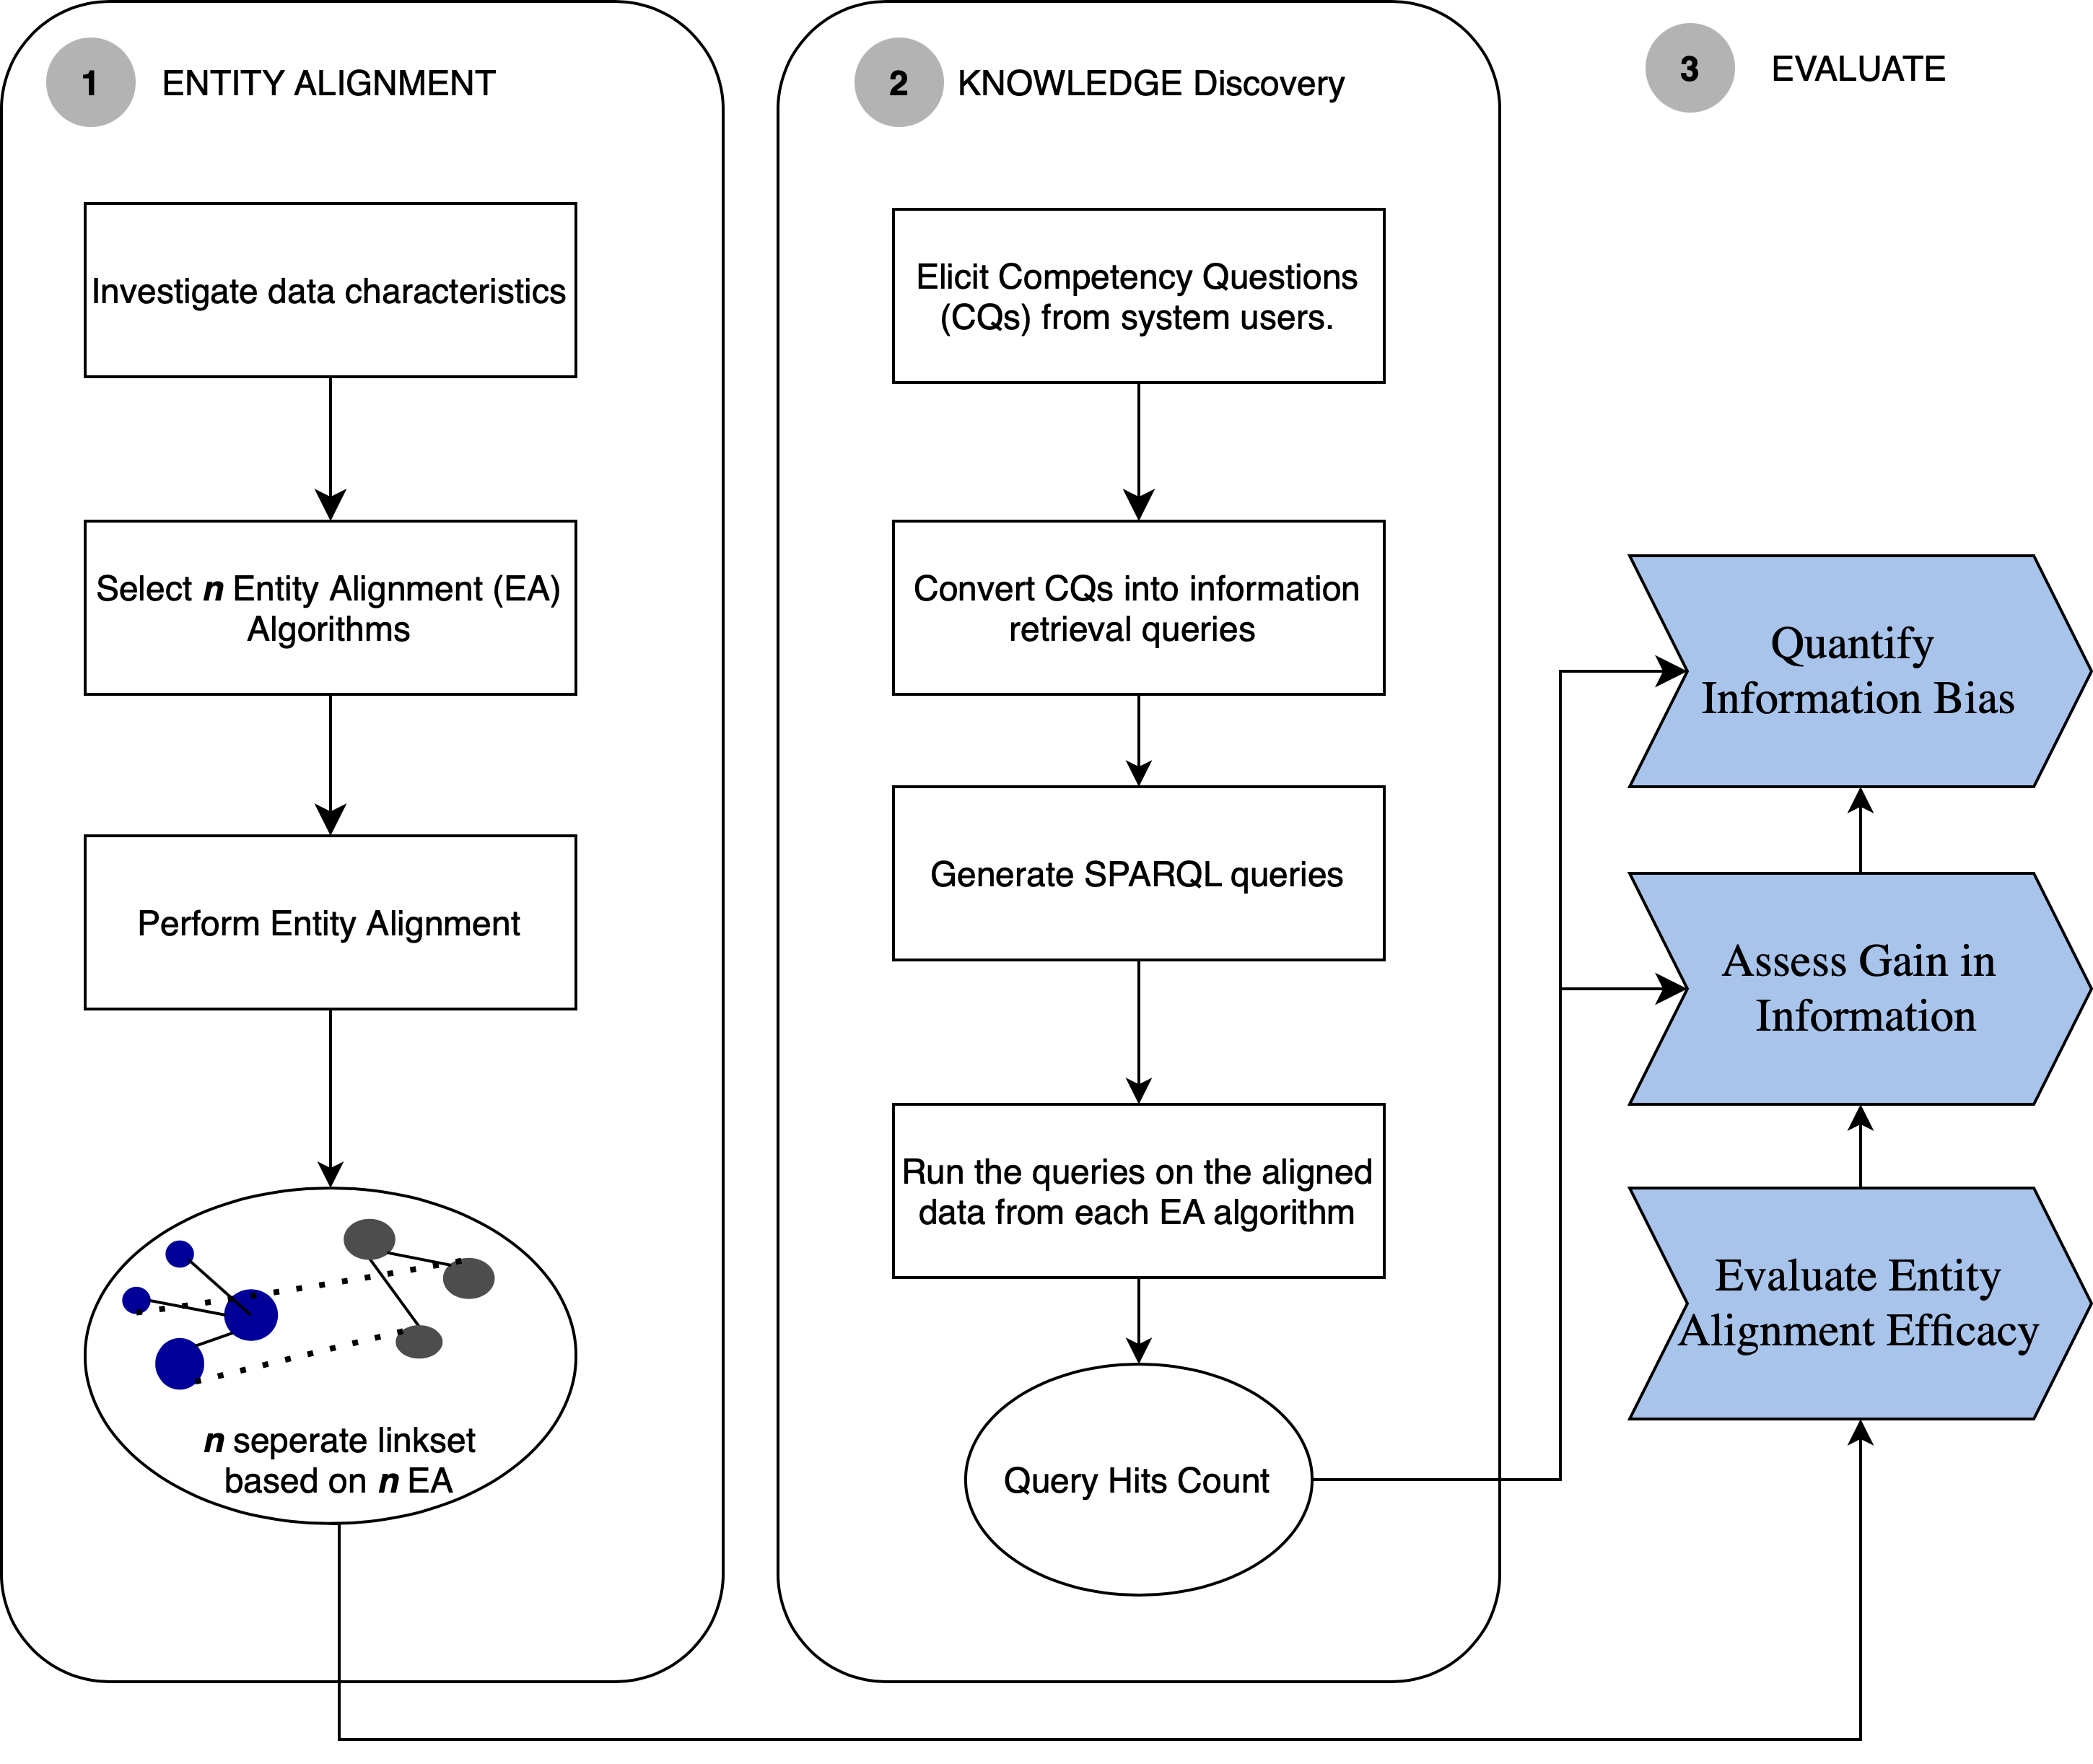 1
ENTITY ALIGNMENT
Investigate data characteristics
Select n Entity Alignment (EA)
Algorithms
Perform Entity Alignment
n seperate linkset
based on n EA
2
KNOWLEDGE Discovery
Elicit Competency Questions
(CQs) from system users.
Convert CQs into information
retrieval queries
Generate SPARQL queries
Run the queries on the aligned
data from each EA algorithm
Query Hits Count
3
EVALUATE
Quantify
Information Bias
Assess Gain in
Information
Evaluate Entity
Alignment Efficacy